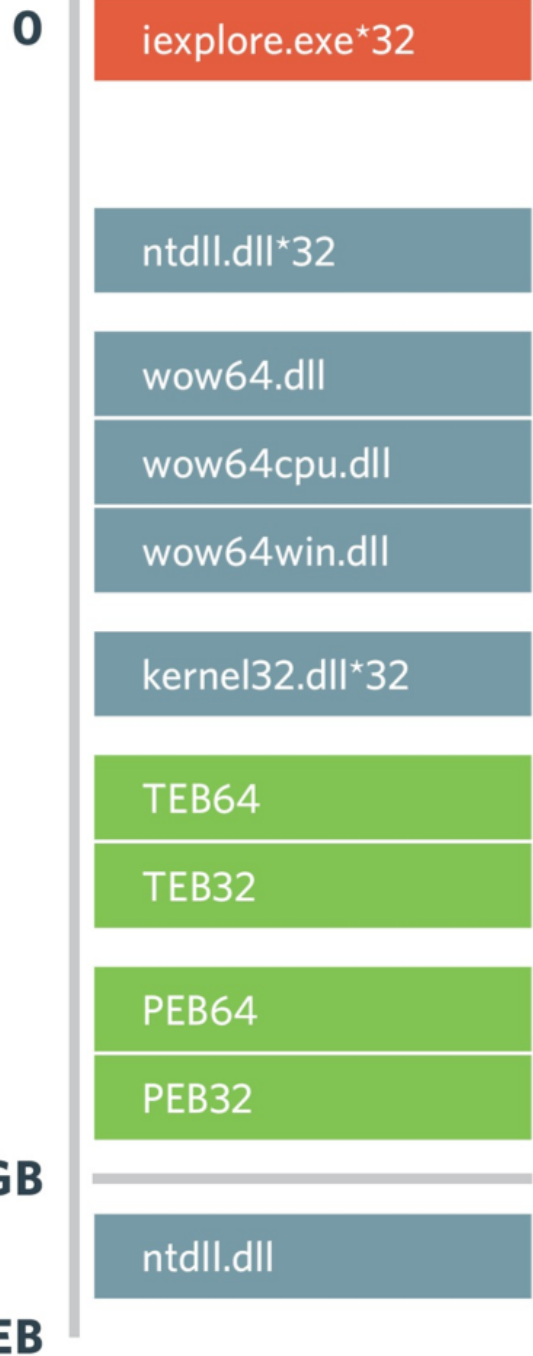 0
iexplore.exe*32
ntdll.dll*32
wow64.dll
wow64cpu.dll
wow64win.dll
kernel32.dll*32
TEB64
TEB32
PEB64
PEB32
GB
ntdll.dll
EB